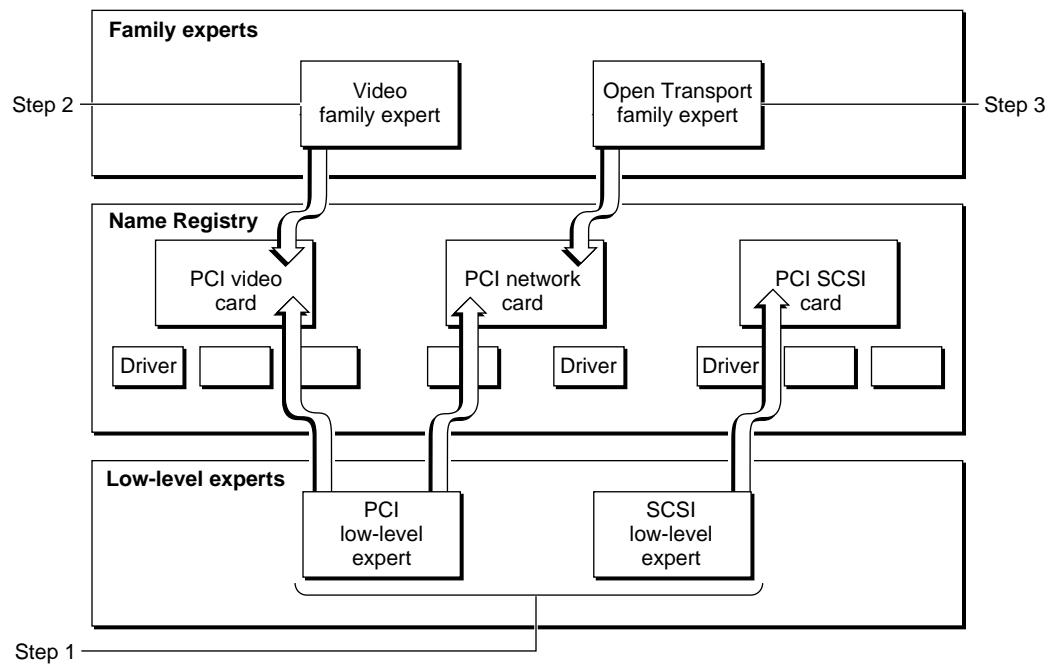 Family experts
Step 2
Video
family expert
Open Transport
family expert
Step 3
Name Registry
PCI video
card
PCI network
card
PCI SCSI
card
Driver
Driver
Driver
Low-level experts
PCI
low-level
expert
SCSI
low-level
expert
Step 1